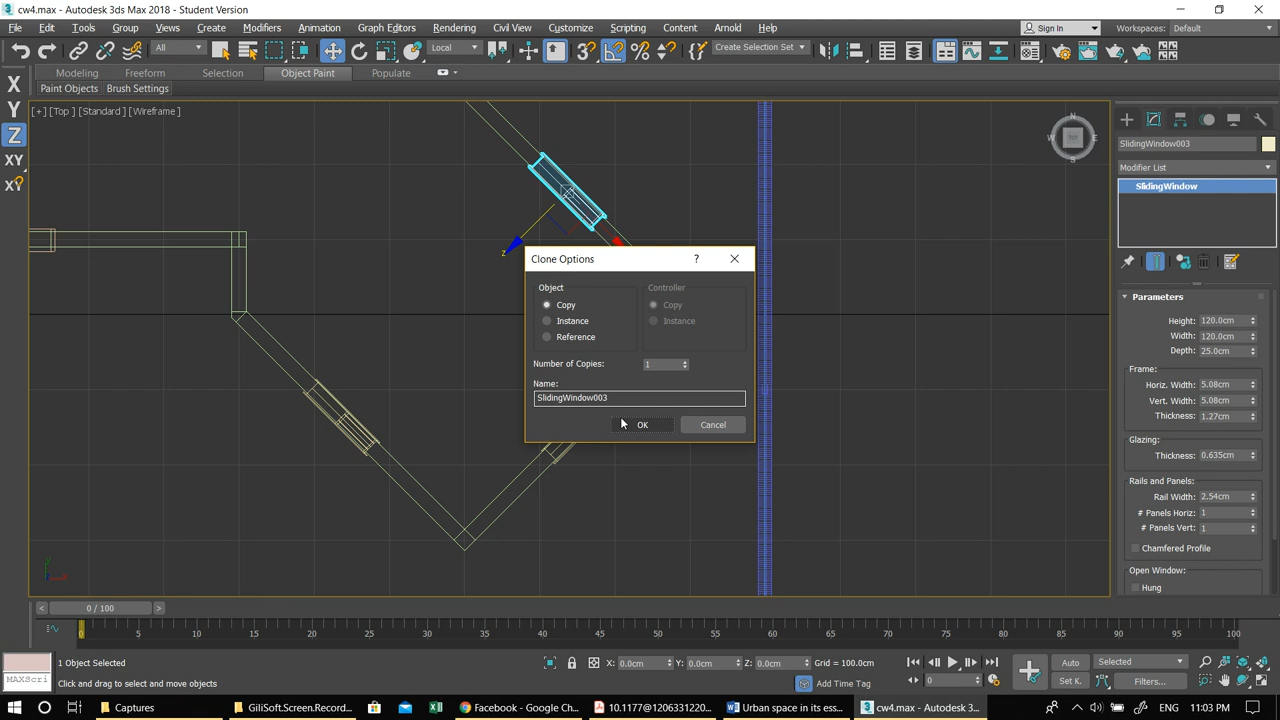 cw4.max - Autodesk 3ds Max 2018 - Student Version
File Edit Tools Group Views Create Modifiers Animation Graph Editors Rendering Civil View Customize Scripting Content Arnold Sign In Workspaces: Default
All Local Create Selection Set
Modeling Freeform Selection Object Paint Populate
Paint Objects Brush Settings
X
Y
Z
XY
XY
[+] [Top ] [Standard ] [Wireframe ]
N
W TOP E
S
SlidingWindow003
Modifier List
SlidingWindow
z
Clone Options ?
Object Controller
Copy Copy
Instance Instance
Reference
Number of Copies: 1
Name:
SlidingWindow003
OK Cancel
Parameters
Height: 120.0cm
Width: 120.0cm
Depth: 25.0cm
Frame:
Horiz. Width: 5.08cm
Vert. Width: 5.08cm
Thickness: 1.27cm
Glazing:
Thickness: 0.635cm
Rails and Panels:
Rail Width: 2.54cm
# Panels Horiz: 1
# Panels Vert: 1
Chamfered Profile
Open Window:
Hung
< 0 / 100 >
0 5 10 15 20 25 30 35 40 45 50 55 60 65 70 75 80 85 90 95 100
1 Object Selected X: 0.0cm Y: 0.0cm Z: 0.0cm Grid = 100.0cm Auto Selected
MAXScri Click and drag to select and move objects Add Time Tag 0 Set K. Filters...
Captures GiliSoft.Screen.Record... Facebook - Google Ch... 10.1177@1206331220... Urban space in its ess... cw4.max - Autodesk 3... 11:03 PM